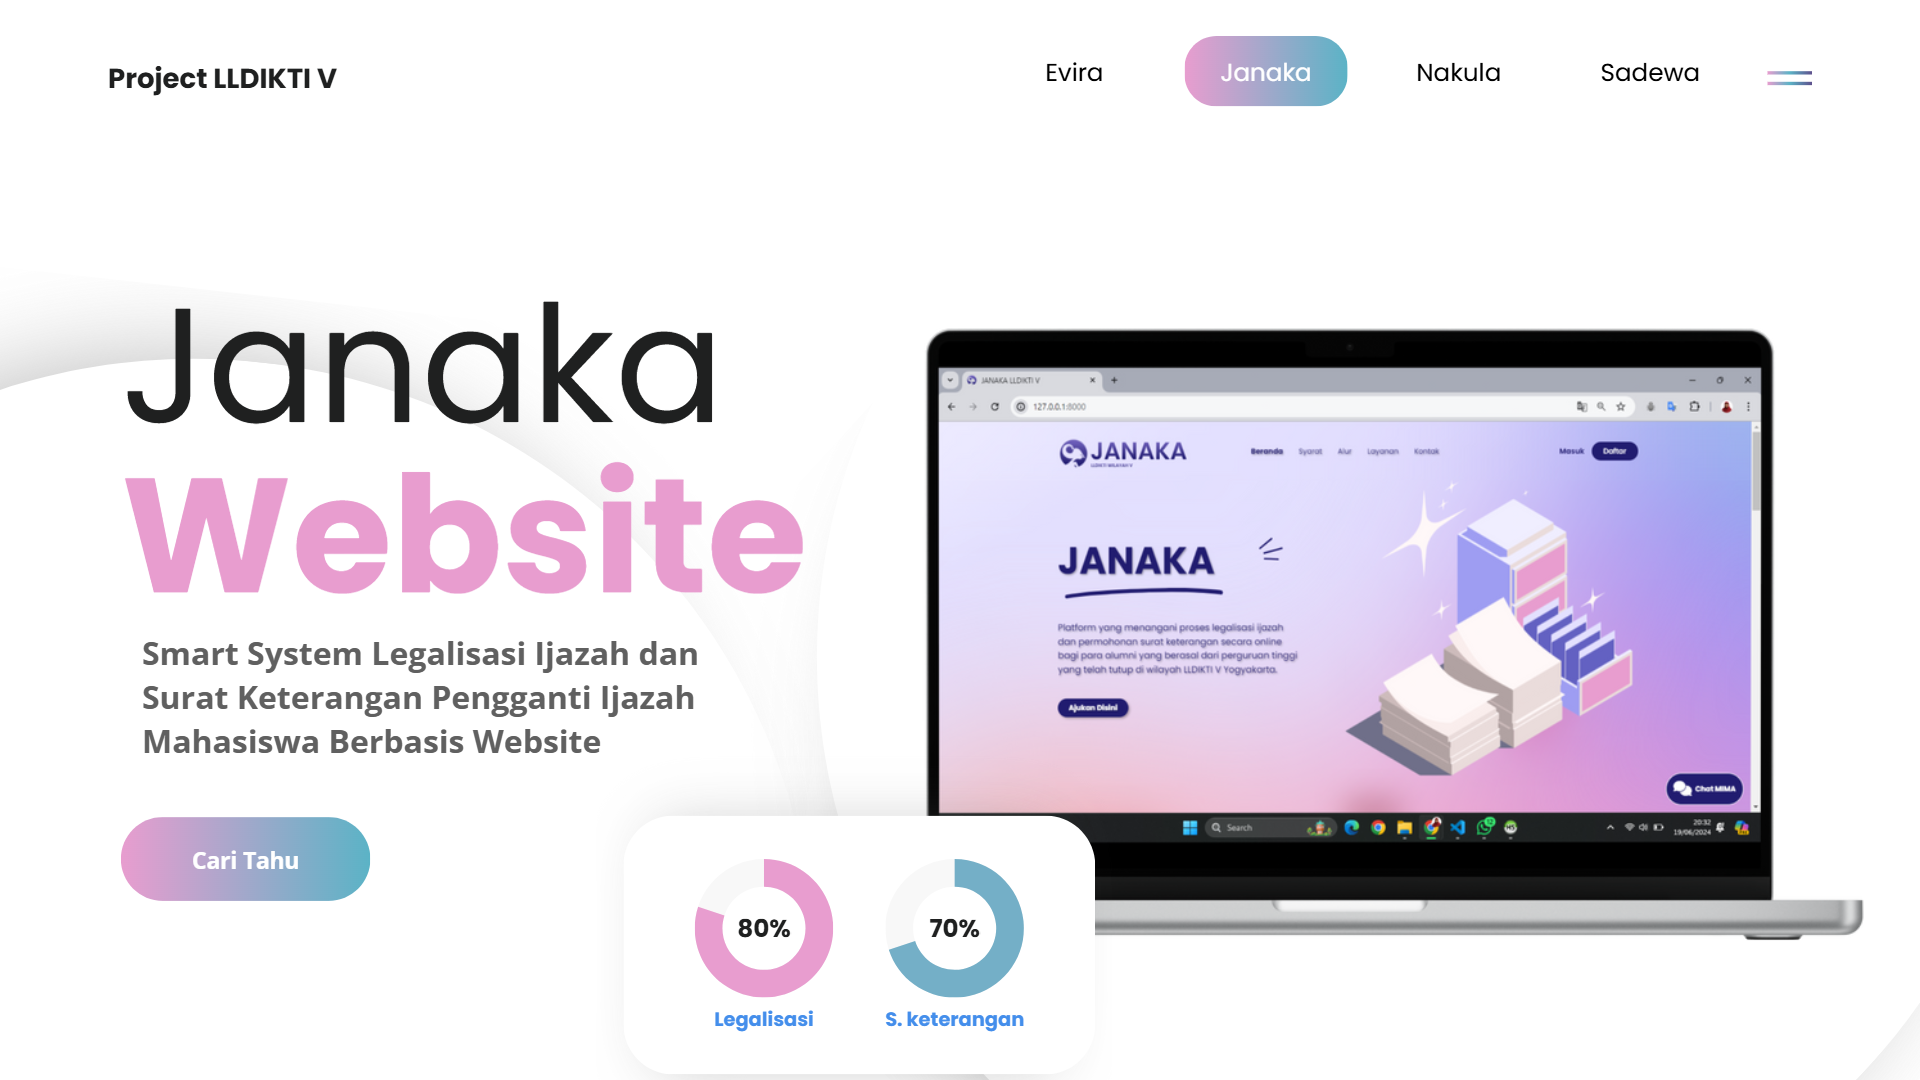 Project LLDIKTI V
Evira
Janaka
Nakula
Sadewa
Janaka
Website
Smart System Legalisasi Ijazah dan
Surat Keterangan Pengganti Ijazah
Mahasiswa Berbasis Website
Cari Tahu
80%
70%
Legalisasi
S. keterangan
JANAKA LLDIKTI V
127.0.0.1:8000
JANAKA
LLDIKTI WILAYAH V
Beranda
Syarat
Alur
Layanan
Kontak
Masuk
Daftar
JANAKA
Platform yang menangani proses legalisasi ijazah
dan permohonan surat keterangan secara online
bagi para alumni yang berasal dari perguruan tinggi
yang telah tutup di wilayah LLDIKTI V Yogyakarta.
Ajukan Disini
Chat MIMA
Search
20:32
19/06/2024